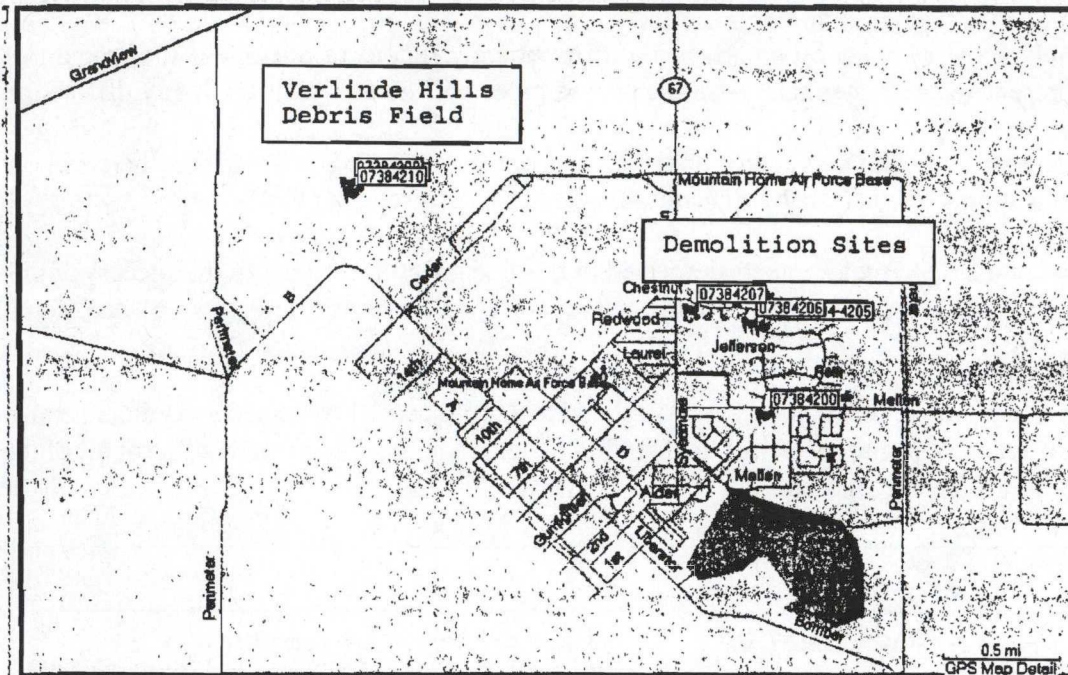 Grandview
Verlinde Hills
Debris Field
67
07384210
Mountain Home Air Force Base
Demolition Sites
Chestnut
07384207
07384206
4-4205
Redwood
Laurel
Jefferson
Cedar
B
Perimeter
14th
Mountain Home Air Force Base
A
10th
7th
D
07384200
Mellen
Mellen
Alder
Gunfighter
2nd
1st
Liberator
Perimeter
Perimeter
Bomber
0.5 mi
GPS Map Detail